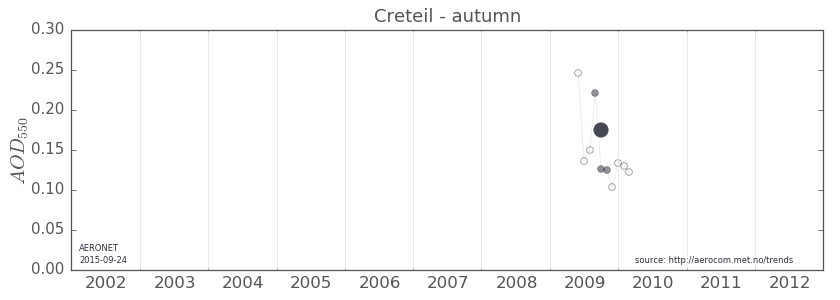 Creteil - autumn
0.30
0.25
0.20
0.15
0.10
0.05
0.00
AOD550
AERONET
2015-09-24
source: http://aerocom.met.no/trends
2002 2003 2004 2005 2006 2007 2008 2009 2010 2011 2012